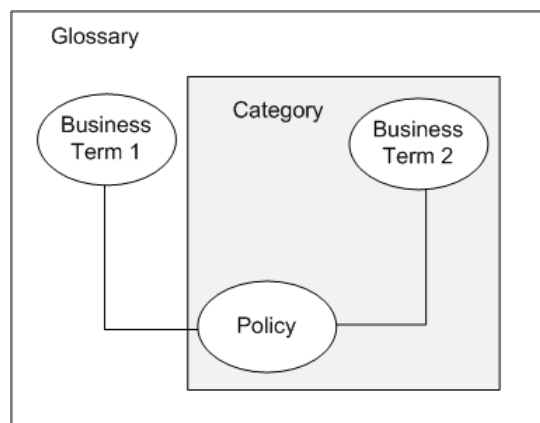 Glossary
Category
Business
Term 1
Business
Term 2
Policy